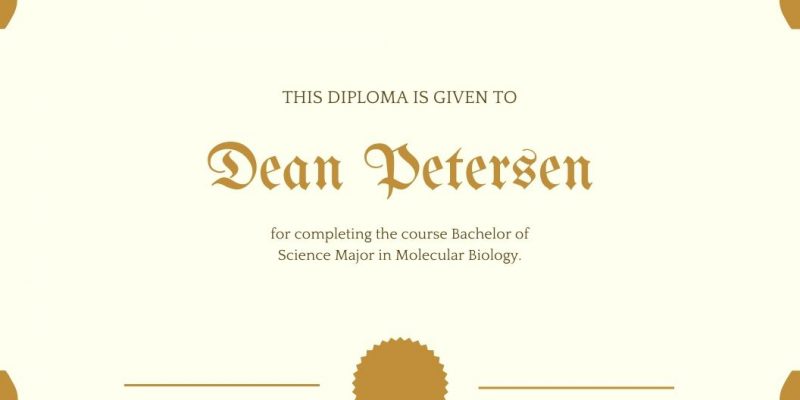 THIS DIPLOMA IS GIVEN TO
Dean Petersen
for completing the course Bachelor of
Science Major in Molecular Biology.